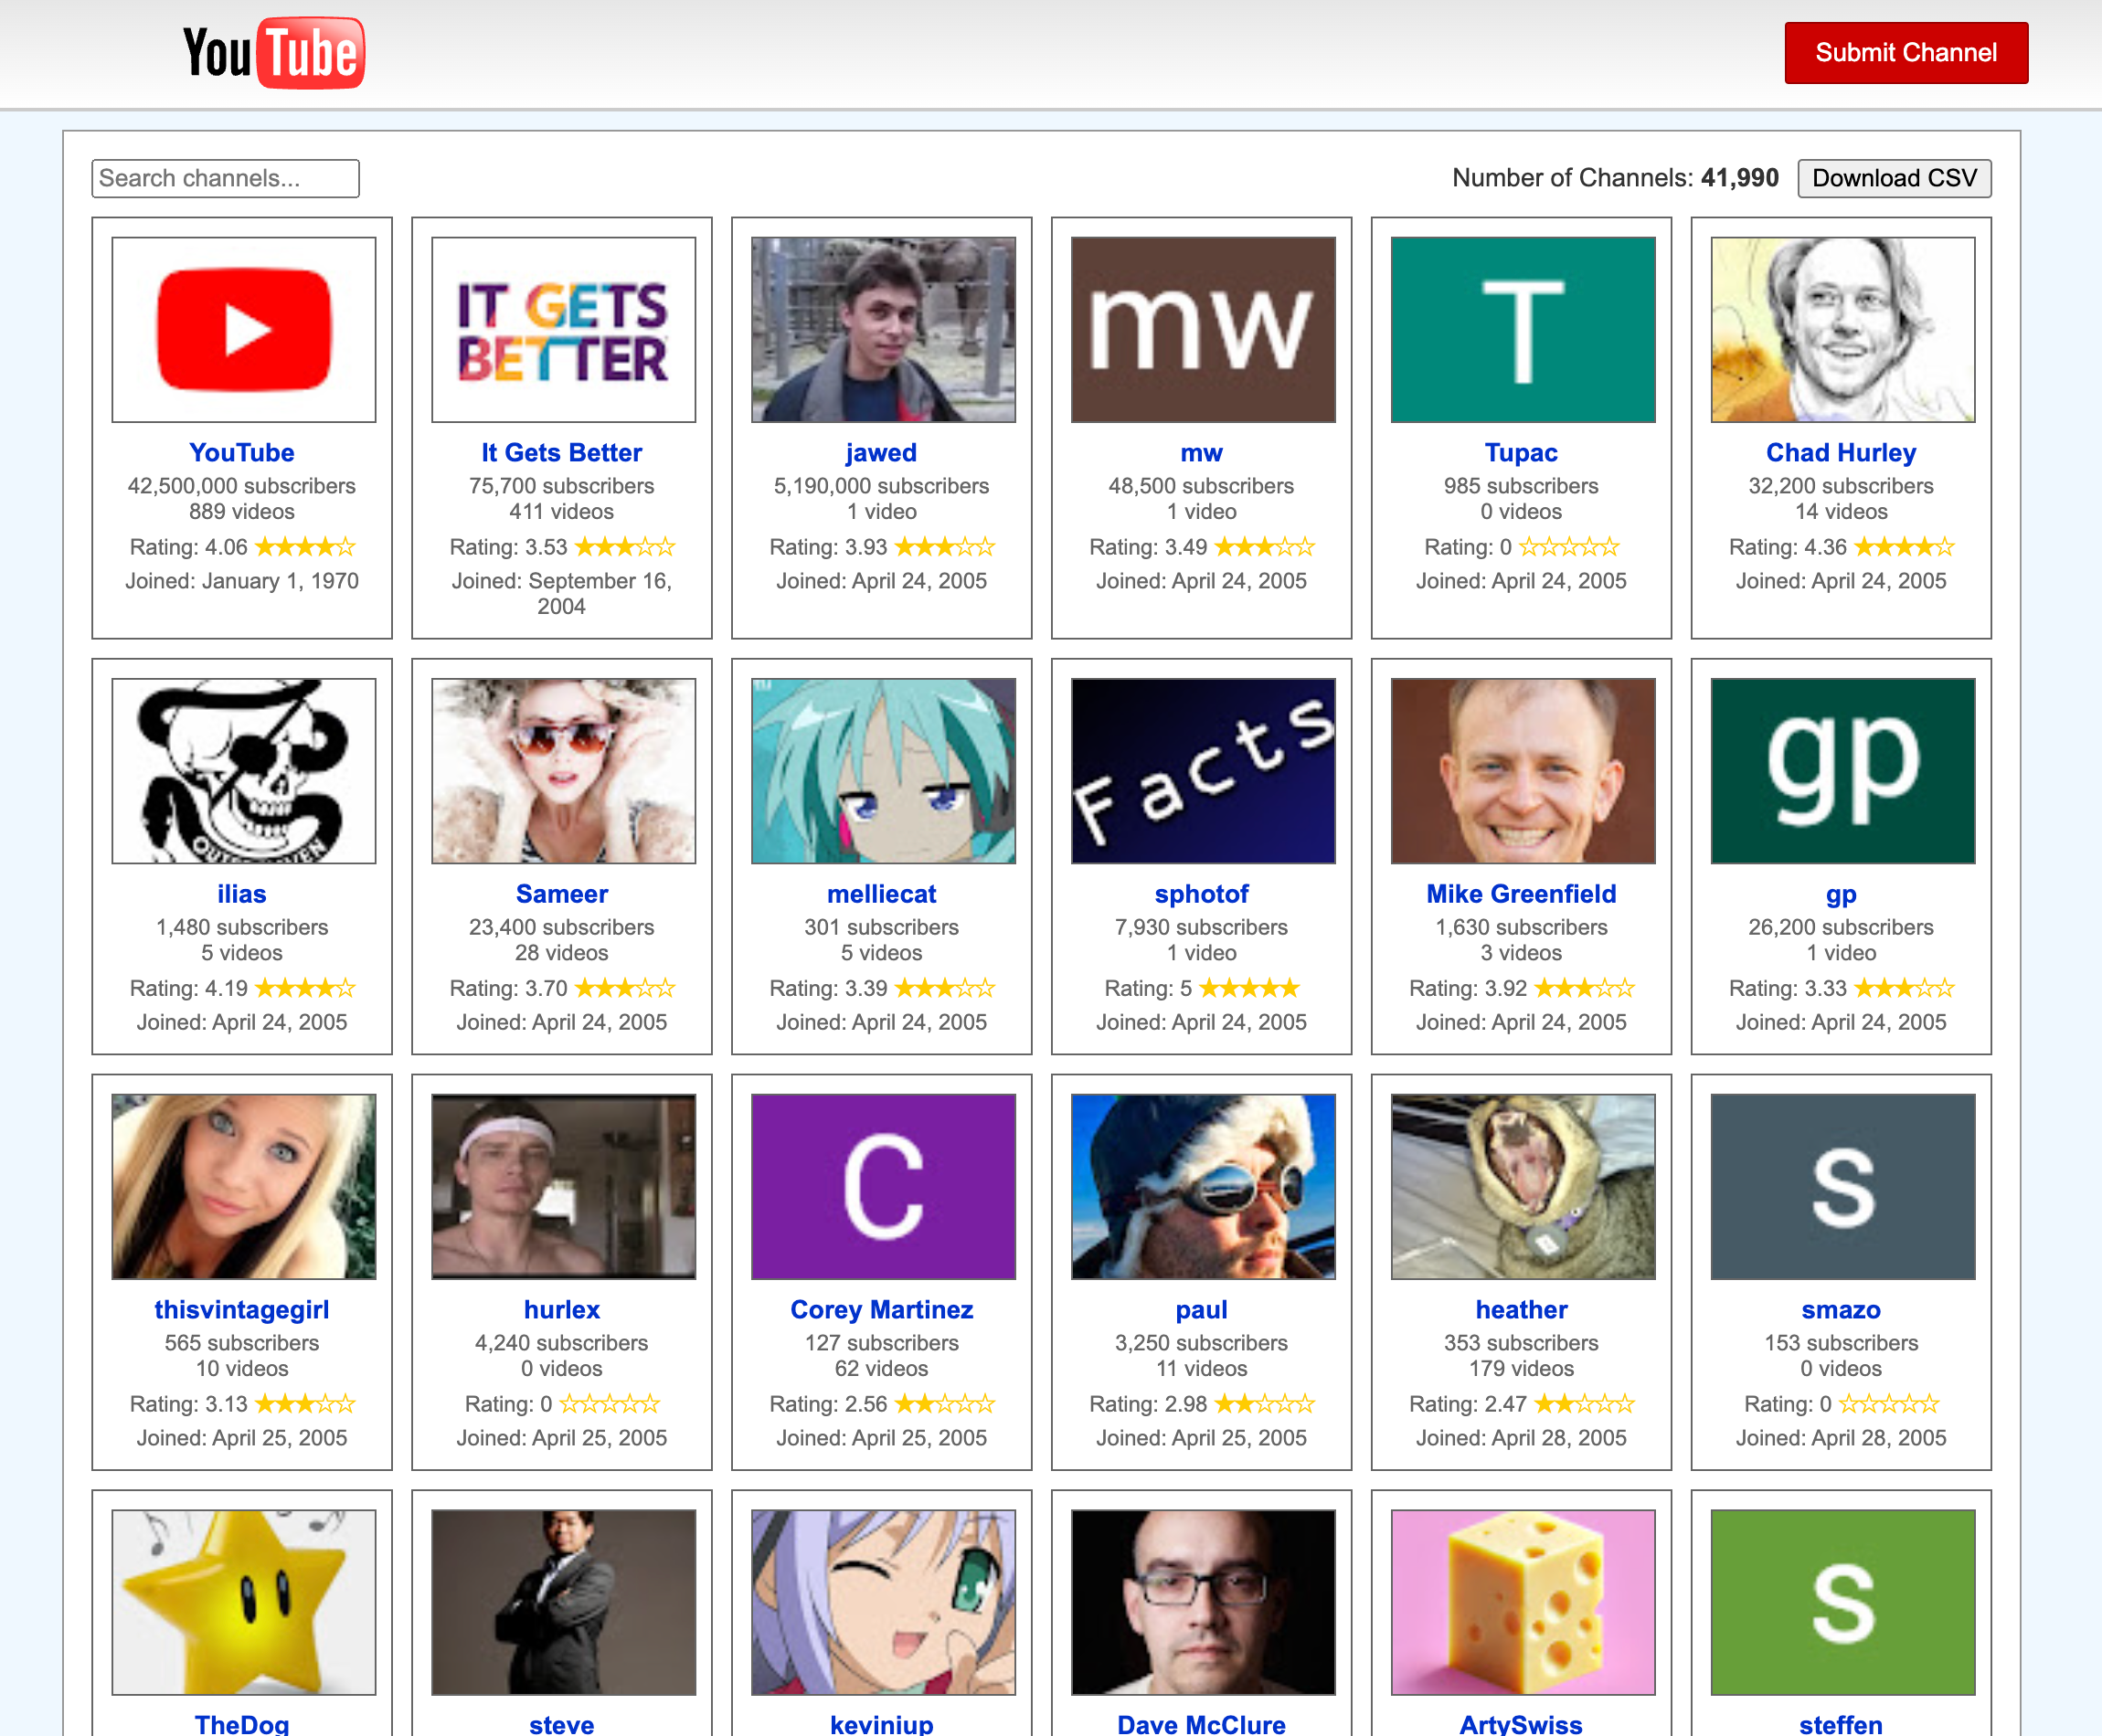 YouTube
Submit Channel
Search channels...
Number of Channels: 41,990
Download CSV
IT GETS
BETTER
mw
T
YouTube
It Gets Better
jawed
mw
Tupac
Chad Hurley
42,500,000 subscribers
75,700 subscribers
5,190,000 subscribers
48,500 subscribers
985 subscribers
32,200 subscribers
889 videos
411 videos
1 video
1 video
0 videos
14 videos
Rating: 4.06 ★★★★☆
Rating: 3.53 ★★★☆☆
Rating: 3.93 ★★★☆☆
Rating: 3.49 ★★★☆☆
Rating: 0 ☆☆☆☆☆
Rating: 4.36 ★★★★☆
Joined: January 1, 1970
Joined: September 16,
2004
Joined: April 24, 2005
Joined: April 24, 2005
Joined: April 24, 2005
Joined: April 24, 2005
Facts
gp
ilias
Sameer
melliecat
sphotof
Mike Greenfield
gp
1,480 subscribers
23,400 subscribers
301 subscribers
7,930 subscribers
1,630 subscribers
26,200 subscribers
5 videos
28 videos
5 videos
1 video
3 videos
1 video
Rating: 4.19 ★★★★☆
Rating: 3.70 ★★★☆☆
Rating: 3.39 ★★★☆☆
Rating: 5 ★★★★★
Rating: 3.92 ★★★☆☆
Rating: 3.33 ★★★☆☆
Joined: April 24, 2005
Joined: April 24, 2005
Joined: April 24, 2005
Joined: April 24, 2005
Joined: April 24, 2005
Joined: April 24, 2005
C
s
thisvintagegirl
hurlex
Corey Martinez
paul
heather
smazo
565 subscribers
4,240 subscribers
127 subscribers
3,250 subscribers
353 subscribers
153 subscribers
10 videos
0 videos
62 videos
11 videos
179 videos
0 videos
Rating: 3.13 ★★★☆☆
Rating: 0 ☆☆☆☆☆
Rating: 2.56 ★★☆☆☆
Rating: 2.98 ★★☆☆☆
Rating: 2.47 ★★☆☆☆
Rating: 0 ☆☆☆☆☆
Joined: April 25, 2005
Joined: April 25, 2005
Joined: April 25, 2005
Joined: April 25, 2005
Joined: April 28, 2005
Joined: April 28, 2005
s
TheDog
steve
keviniup
Dave McClure
ArtySwiss
steffen